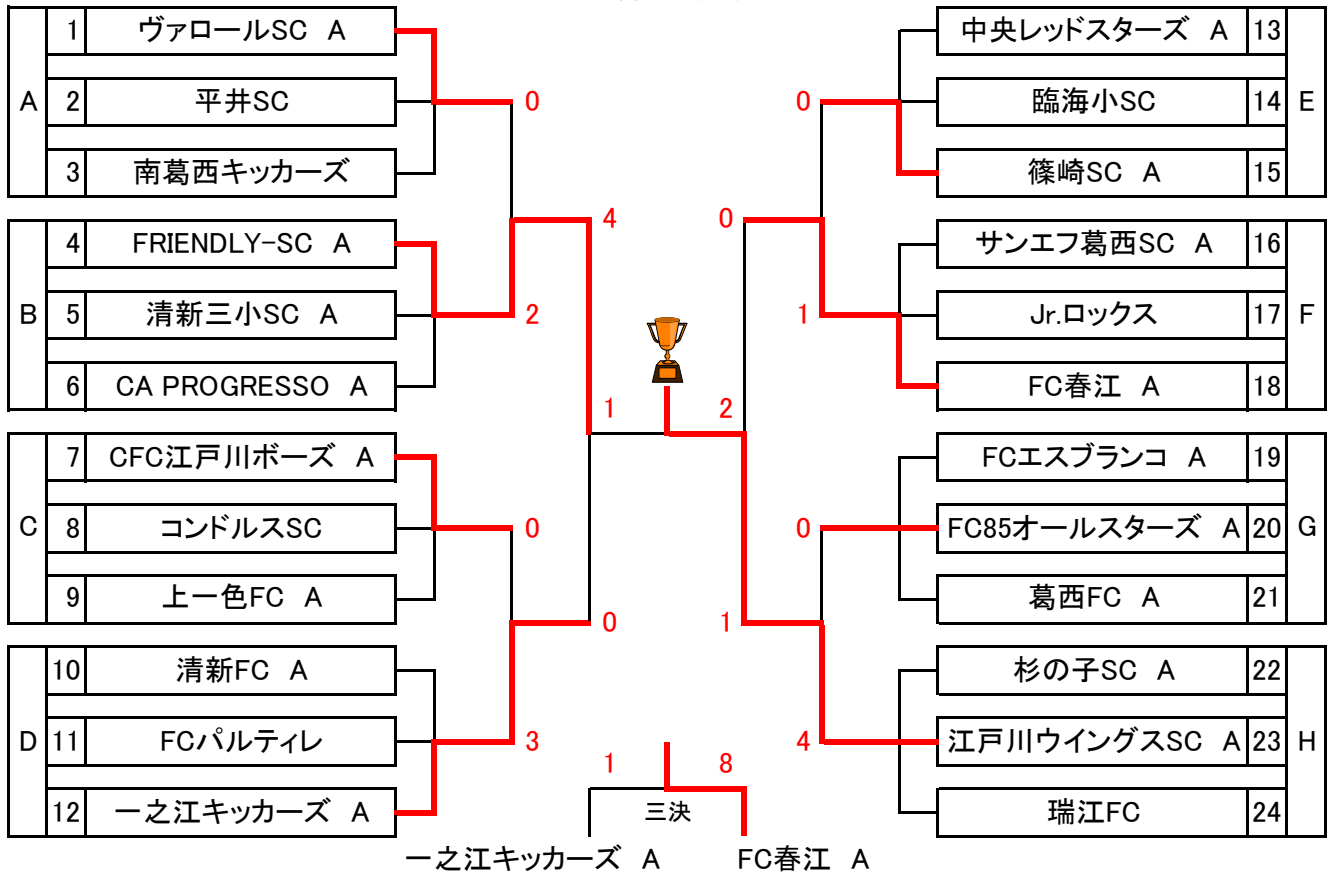 A
1 ヴァロールSC A
2 平井SC
3 南葛西キッカーズ
0
B
4 FRIENDLY-SC A
5 清新三小SC A
6 CA PROGRESSO A
2
4
C
7 CFC江戸川ボーズ A
8 コンドルスSC
9 上一色FC A
0
D
10 清新FC A
11 FCパルティレ
12 一之江キッカーズ A
3
0
1
2
中央レッドスターズ A 13
臨海小SC 14
篠崎SC A 15
E
0
サンエフ葛西SC A 16
Jr.ロックス 17
FC春江 A 18
F
1
0
FCエスブランコ A 19
FC85オールスターズ A 20
葛西FC A 21
G
0
杉の子SC A 22
江戸川ウイングスSC A 23
瑞江FC 24
H
4
1
1 8
三決
一之江キッカーズ A FC春江 A